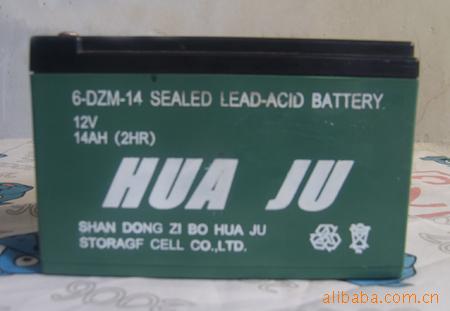 6-DZM-14 SEALED LEAD-ACID BATTERY
12V
14AH (2HR)
HUA JU
SHAN DONG ZI BO HUA JU
STORAGF CELL CO.,LTD.
alibaba.com.cn